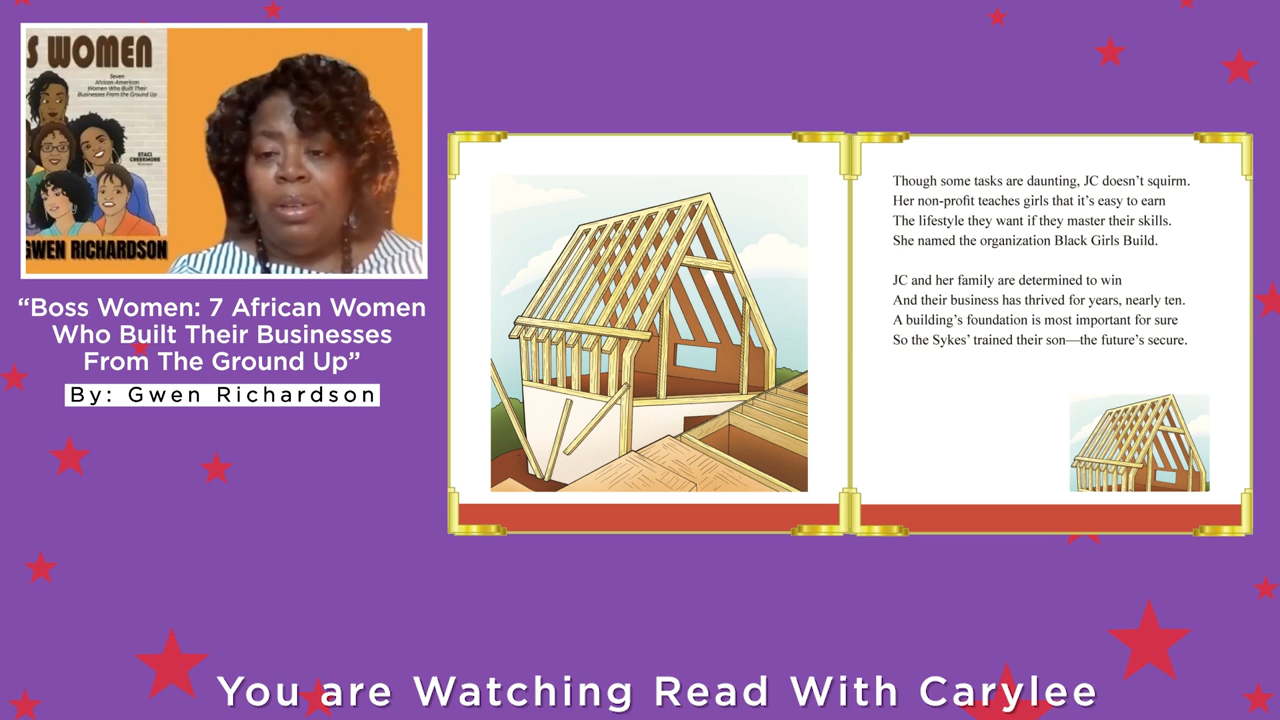 S WOMEN
Seven
African American
Women Who Built Their
Businesses From the Ground Up
STACI
CREEKMORE
GWEN RICHARDSON
“Boss Women: 7 African Women
Who Built Their Businesses
From The Ground Up”
By: Gwen Richardson
Though some tasks are daunting, JC doesn’t squirm.
Her non-profit teaches girls that it’s easy to earn
The lifestyle they want if they master their skills.
She named the organization Black Girls Build.
JC and her family are determined to win
And their business has thrived for years, nearly ten.
A building’s foundation is most important for sure
So the Sykes’ trained their son—the future’s secure.
You are Watching Read With Carylee